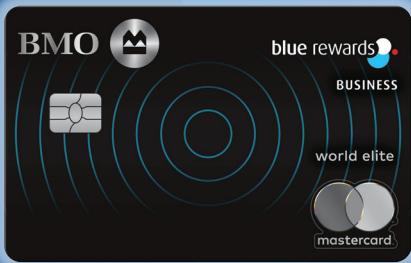 BMO
blue rewards
BUSINESS
world elite
mastercard